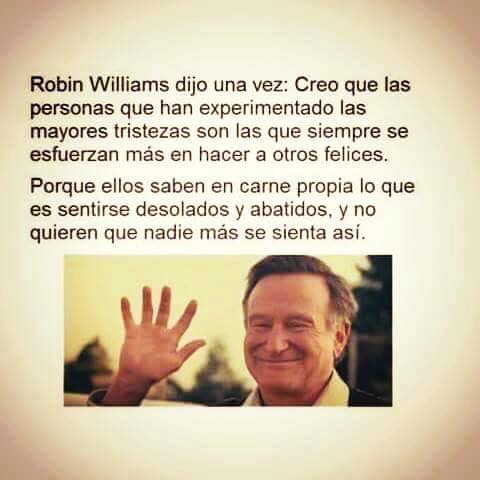 Robin Williams dijo una vez: Creo que las
personas que han experimentado las
mayores tristezas son las que siempre se
esfuerzan más en hacer a otros felices.
Porque ellos saben en carne propia lo que
es sentirse desolados y abatidos, y no
quieren que nadie más se sienta así.